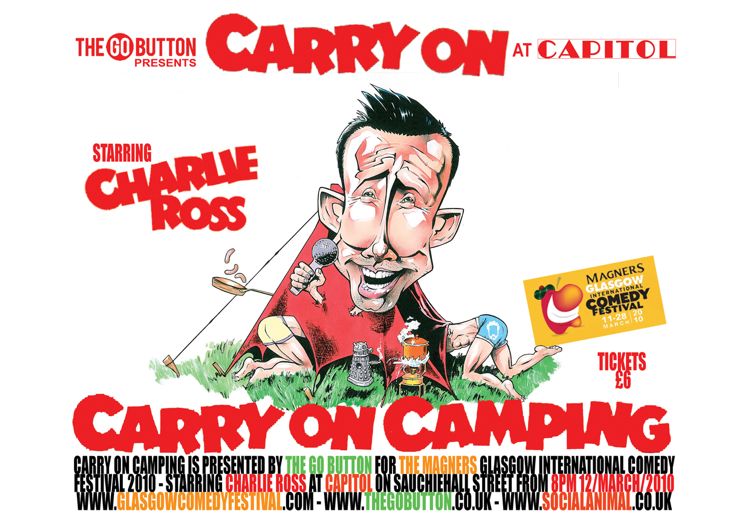 THE GO BUTTON
PRESENTS
CARRY ON AT CAPITOL
STARRING
CHARLIE
ROSS
MAGNERS
GLASGOW
INTERNATIONAL
COMEDY
FESTIVAL
11-28 20
MARCH 10
TICKETS
£6
CARRY ON CAMPING
CARRY ON CAMPING IS PRESENTED BY THE GO BUTTON FOR THE MAGNERS GLASGOW INTERNATIONAL COMEDY
FESTIVAL 2010 - STARRING CHARLIE ROSS AT CAPITOL ON SAUCHIEHALL STREET FROM 8PM 12/MARCH/2010
WWW.GLASGOWCOMEDYFESTIVAL.COM - WWW.THEGOBUTTON.CO.UK - WWW.SOCIALANIMAL.CO.UK